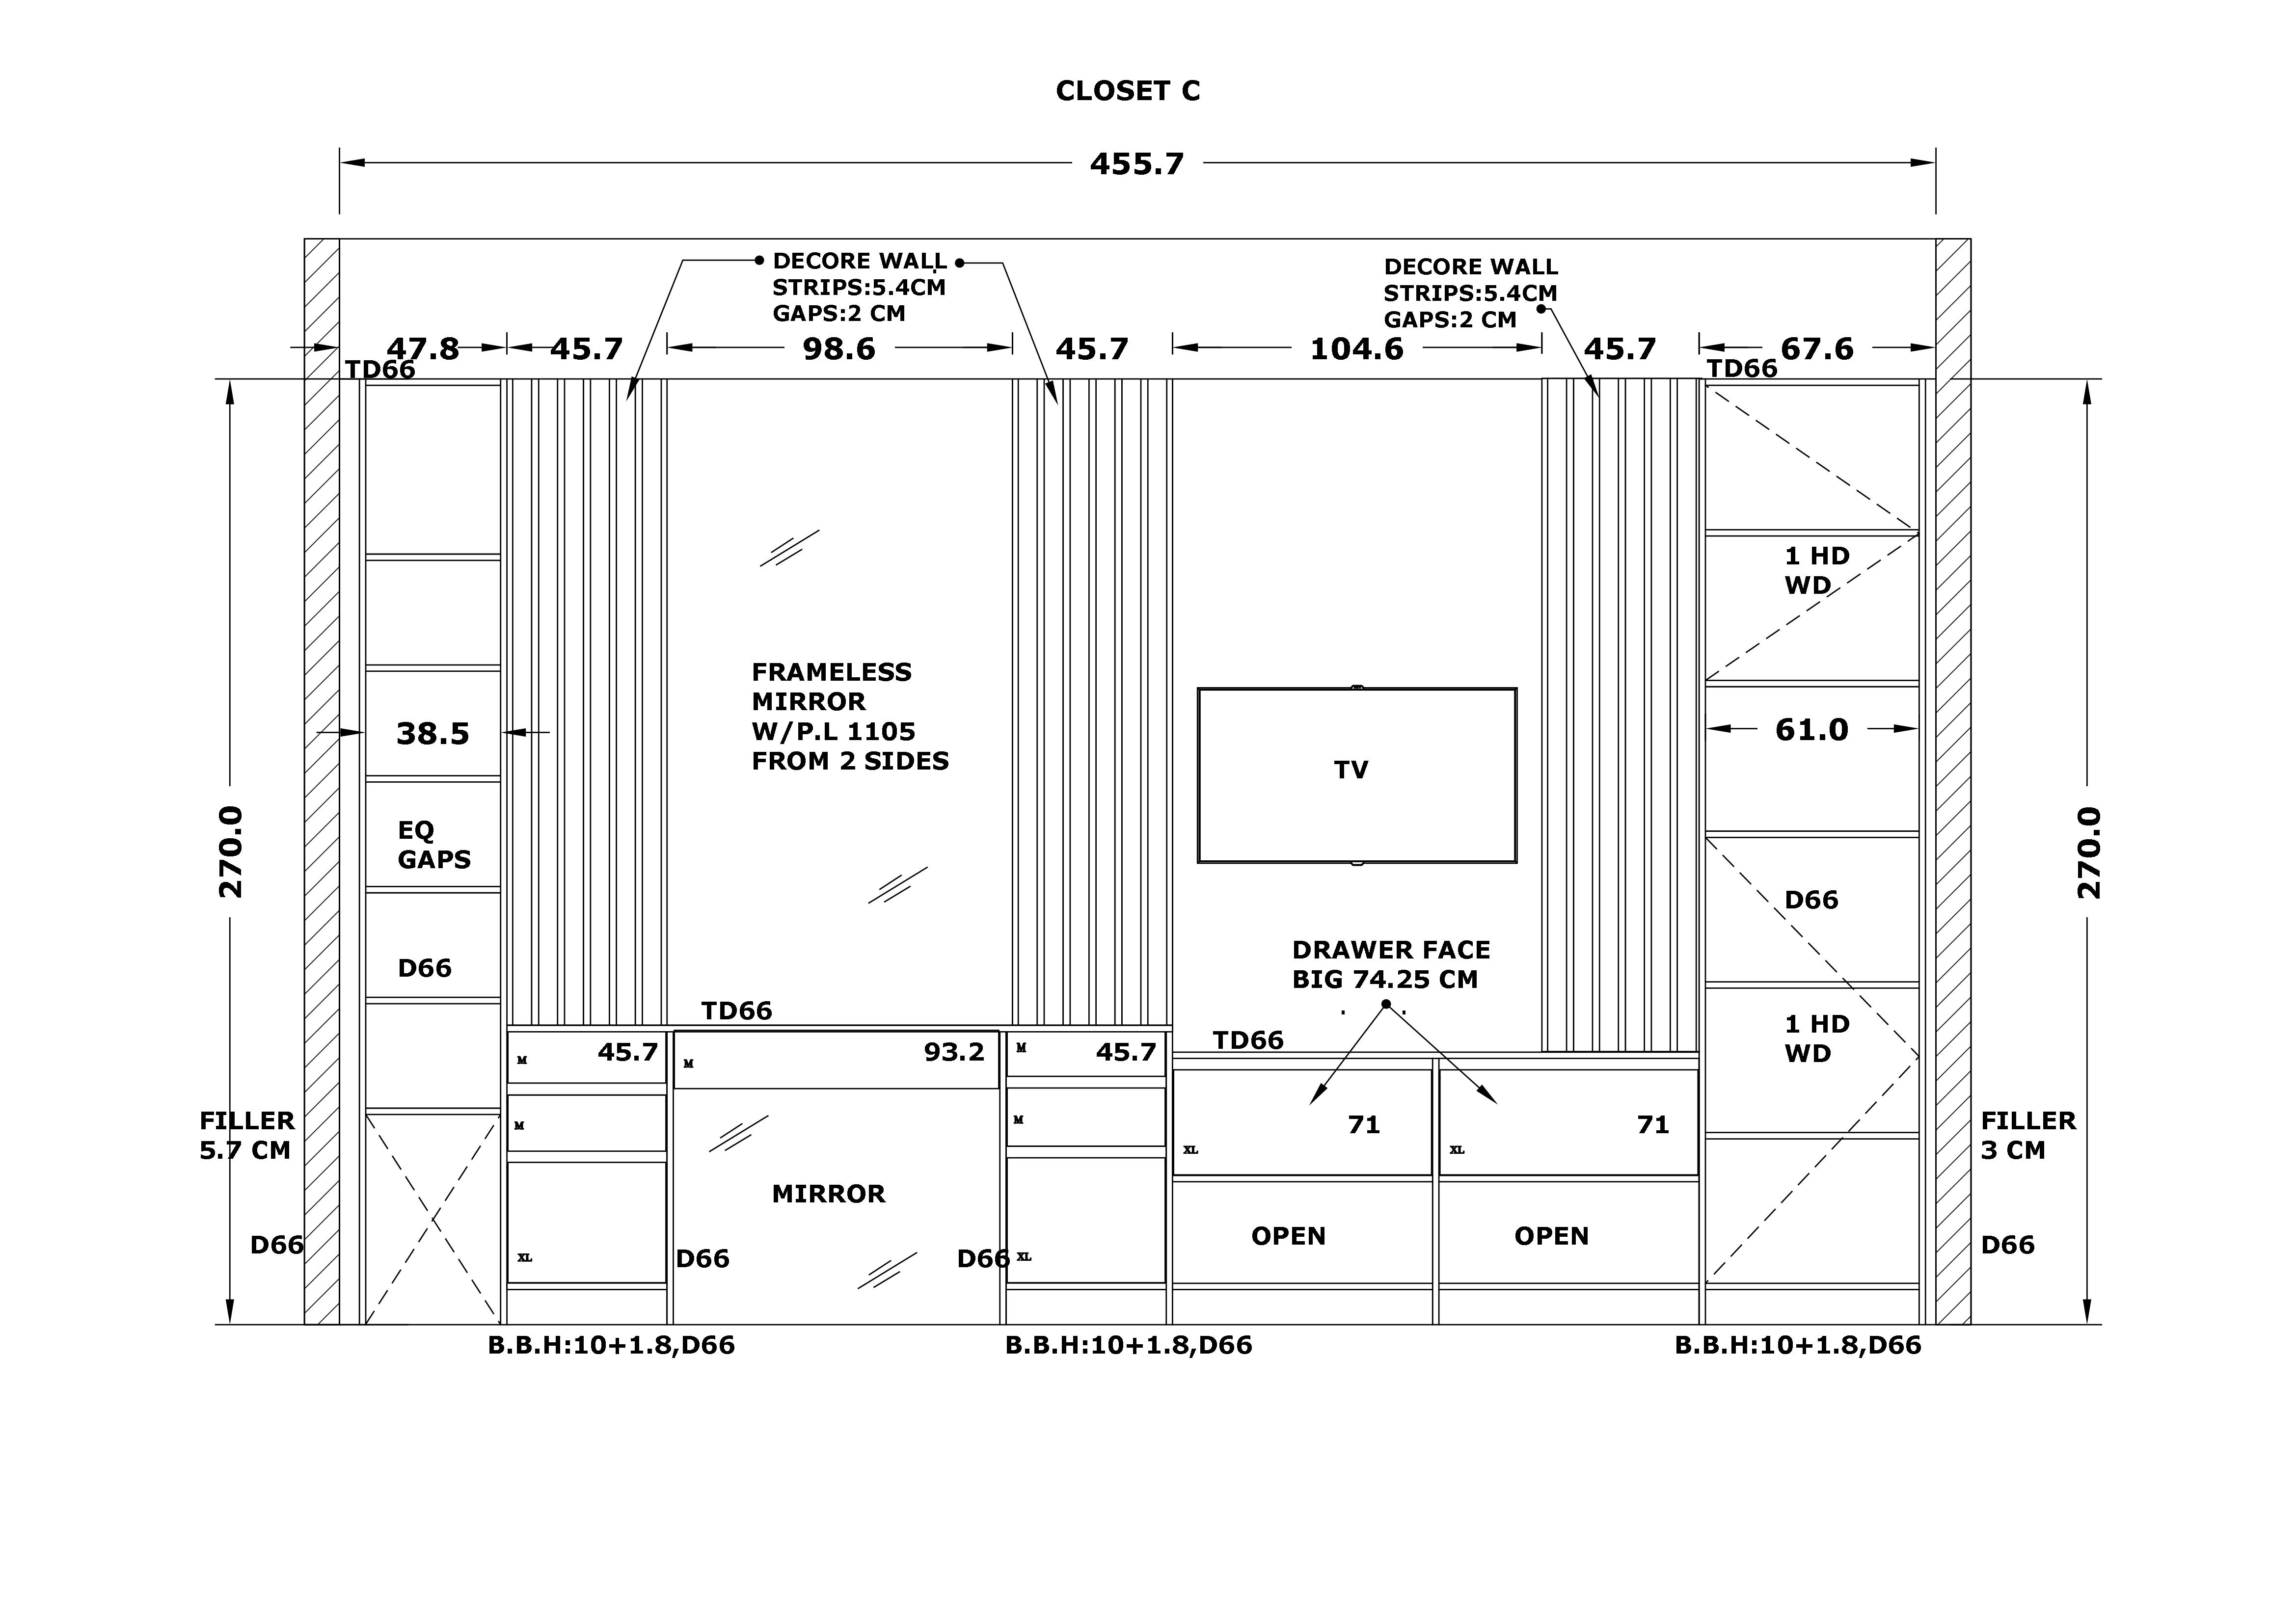 CLOSET C
455.7
DECORE WALL
STRIPS:5.4CM
GAPS:2 CM
DECORE WALL
STRIPS:5.4CM
GAPS:2 CM
47.8
45.7
98.6
45.7
104.6
45.7
67.6
TD66
TD66
1 HD
WD
FRAMELESS
MIRROR
W/P.L 1105
FROM 2 SIDES
38.5
61.0
TV
270.0
270.0
EQ
GAPS
D66
D66
DRAWER FACE
BIG 74.25 CM
TD66
TD66
1 HD
WD
M
45.7
M
93.2
M
45.7
FILLER
5.7 CM
M
M
71
71
XL
XL
FILLER
3 CM
MIRROR
OPEN
OPEN
D66
XL
D66
D66
XL
D66
B.B.H:10+1.8,D66
B.B.H:10+1.8,D66
B.B.H:10+1.8,D66